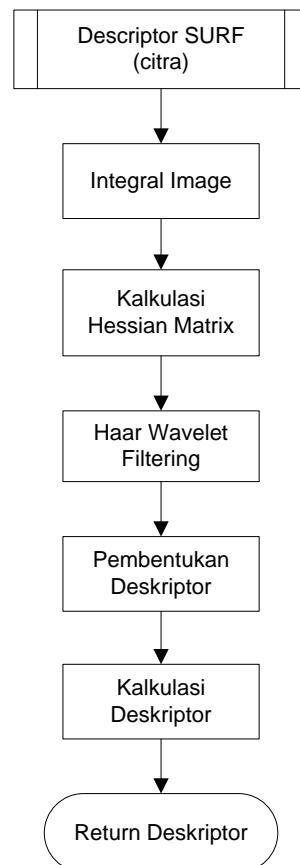 Descriptor SURF
(citra)
Integral Image
Kalkulasi
Hessian Matrix
Haar Wavelet
Filtering
Pembentukan
Deskriptor
Kalkulasi
Deskriptor
Return Deskriptor